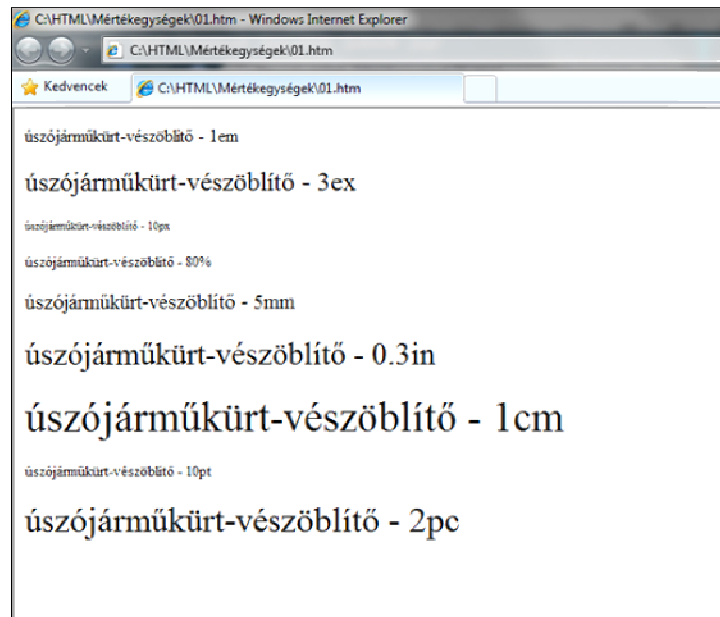 C:\HTML\Mértékegységek\01.htm - Windows Internet Explorer
C:\HTML\Mértékegységek\01.htm
Kedvencek
C:\HTML\Mértékegységek\01.htm
úszójárműkürt-vészöblítő - 1em
úszójárműkürt-vészöblítő - 3ex
úszójárműkürt-vészöblítő - 10px
úszójárműkürt-vészöblítő - 80%
úszójárműkürt-vészöblítő - 5mm
úszójárműkürt-vészöblítő - 0.3in
úszójárműkürt-vészöblítő - 1cm
úszójárműkürt-vészöblítő - 10pt
úszójárműkürt-vészöblítő - 2pc